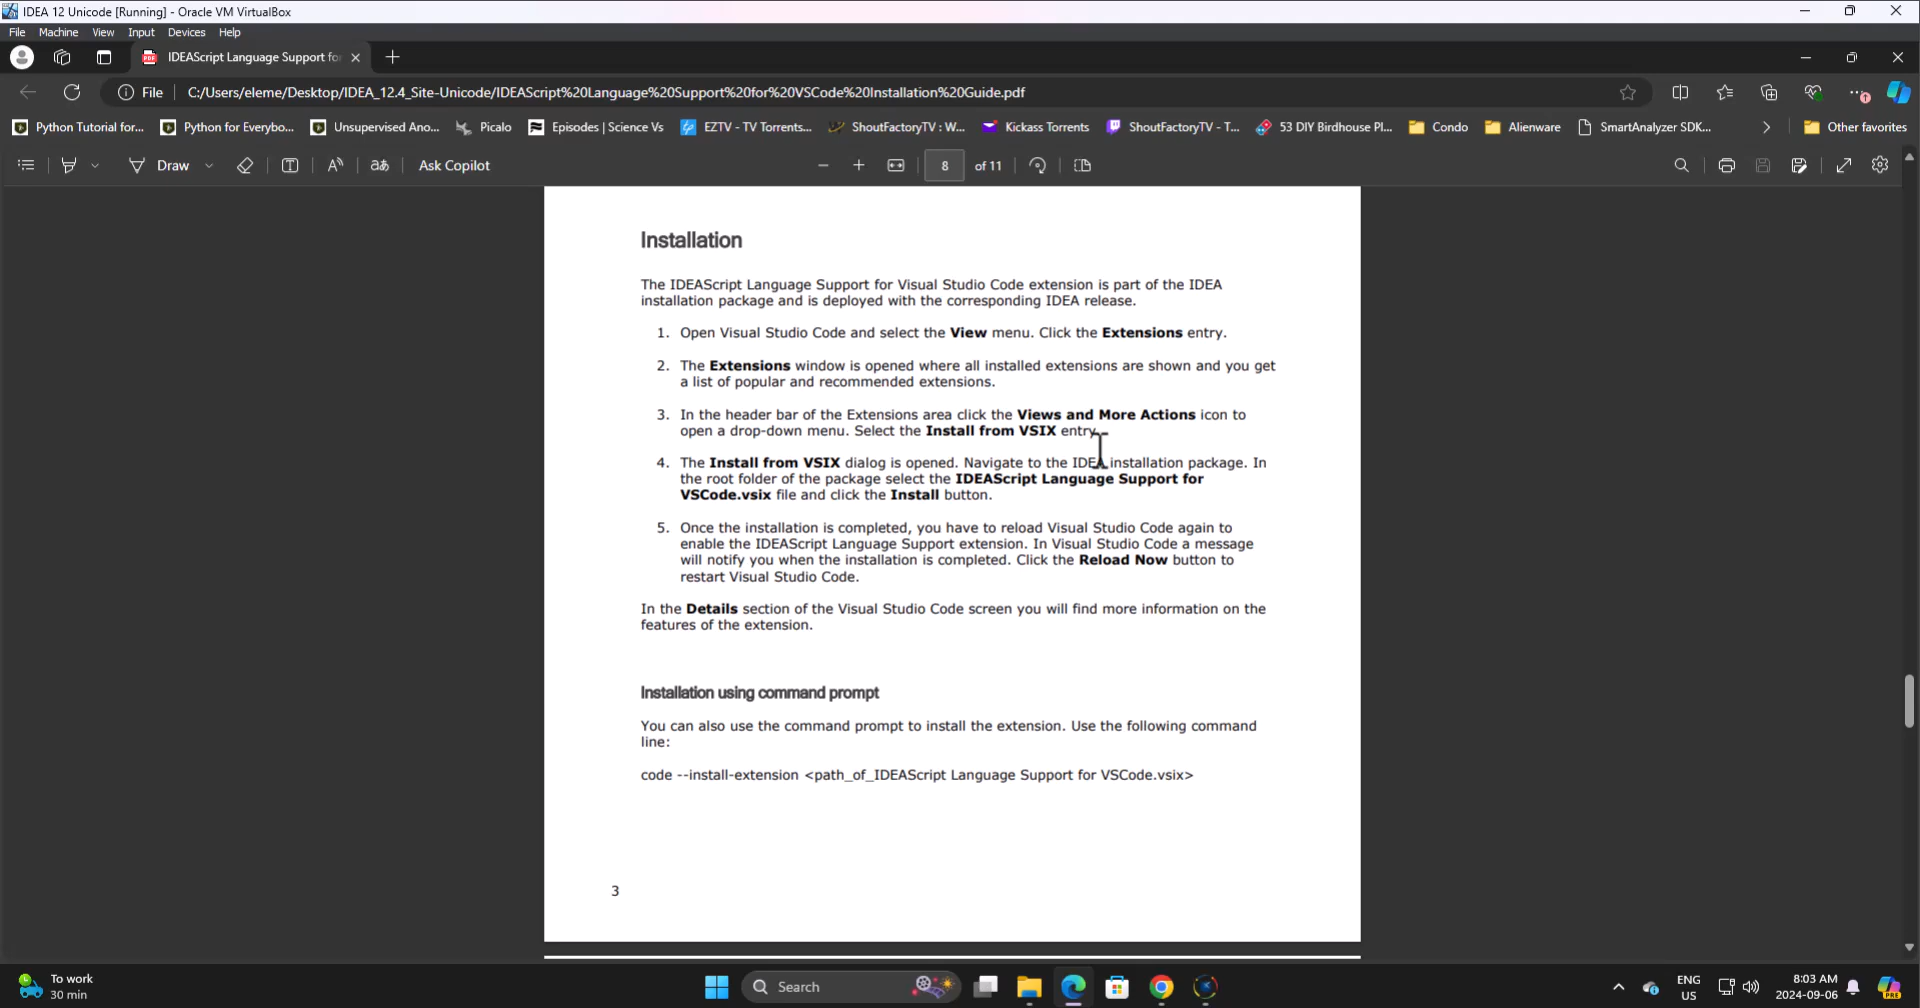 IDEA 12 Unicode [Running] - Oracle VM VirtualBox
File Machine View Input Devices Help
IDEAScript Language Support for
File C:/Users/eleme/Desktop/IDEA_12.4_Site-Unicode/IDEAScript%20Language%20Support%20for%20VSCode%20Installation%20Guide.pdf
Python Tutorial for... Python for Everybo... Unsupervised Ano... Picalo Episodes | Science Vs EZTV - TV Torrents... ShoutFactoryTV : W... Kickass Torrents ShoutFactoryTV - T... 53 DIY Birdhouse Pl... Condo Alienware SmartAnalyzer SDK... Other favorites
Draw Ask Copilot 8 of 11
Installation
The IDEAScript Language Support for Visual Studio Code extension is part of the IDEA
installation package and is deployed with the corresponding IDEA release.
1. Open Visual Studio Code and select the View menu. Click the Extensions entry.
2. The Extensions window is opened where all installed extensions are shown and you get
a list of popular and recommended extensions.
3. In the header bar of the Extensions area click the Views and More Actions icon to
open a drop-down menu. Select the Install from VSIX entry.
4. The Install from VSIX dialog is opened. Navigate to the IDEA installation package. In
the root folder of the package select the IDEAScript Language Support for
VSCode.vsix file and click the Install button.
5. Once the installation is completed, you have to reload Visual Studio Code again to
enable the IDEAScript Language Support extension. In Visual Studio Code a message
will notify you when the installation is completed. Click the Reload Now button to
restart Visual Studio Code.
In the Details section of the Visual Studio Code screen you will find more information on the
features of the extension.
Installation using command prompt
You can also use the command prompt to install the extension. Use the following command
line:
code --install-extension <path_of_IDEAScript Language Support for VSCode.vsix>
3
To work
30 min
Search
ENG
US
8:03 AM
2024-09-06
PRE